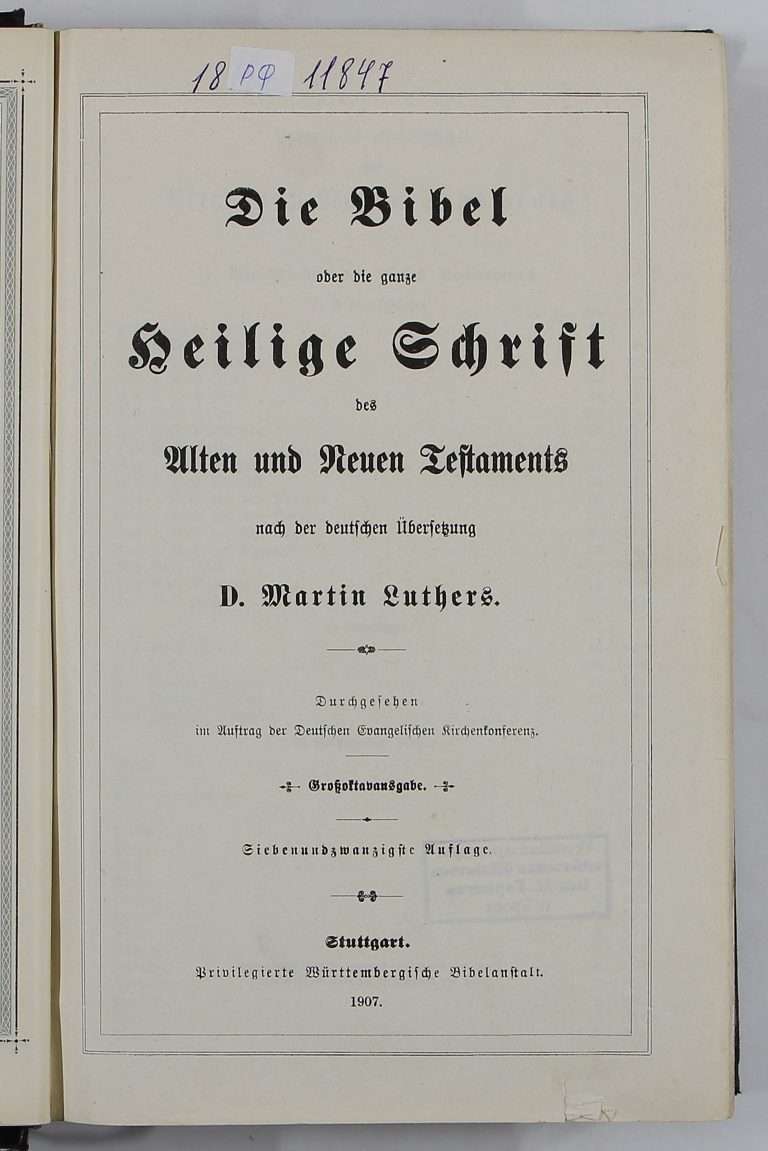 18 РФ 11847
Die Bibel
oder die ganze
Heilige Schrift
des
Alten und Neuen Testaments
nach der deutschen Übersetzung
D. Martin Luthers.
Durchgesehen
im Auftrag der Deutschen Evangelischen Kirchenkonferenz.
Großoktavausgabe.
Siebenundzwanzigste Auflage.
Stuttgart.
Privilegierte Württembergische Bibelanstalt.
1907.